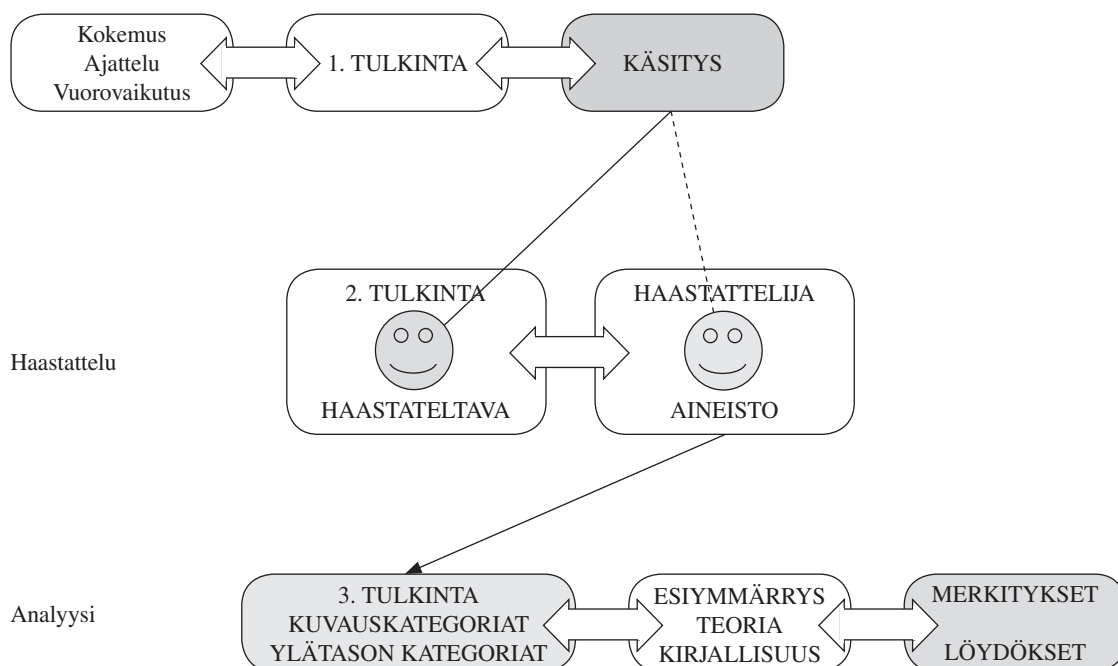 Kokemus
Ajattelu
Vuorovaikutus
1. TULKINTA
KÄSITYS
Haastattelu
2. TULKINTA
HAASTATELTAVA
HAASTATTELIJA
AINEISTO
Analyysi
3. TULKINTA
KUVAUSKATEGORIAT
YLÄTASON KATEGORIAT
ESIYMMÄRRYS
TEORIA
KIRJALLISUUS
MERKITYKSET
LÖYDÖKSET